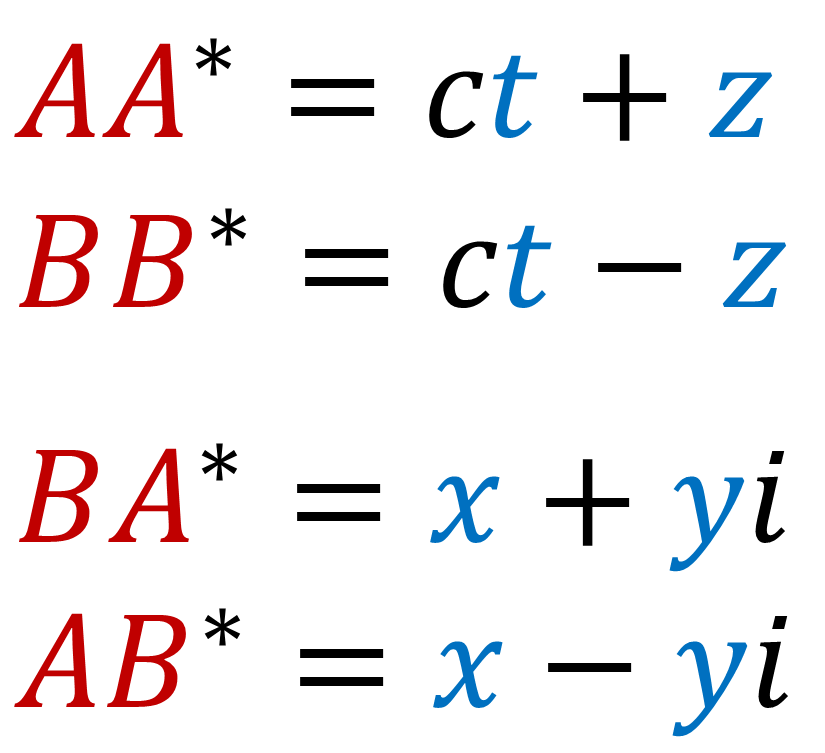 AA* = ct + z
BB* = ct − z
BA* = x + yi
AB* = x − yi